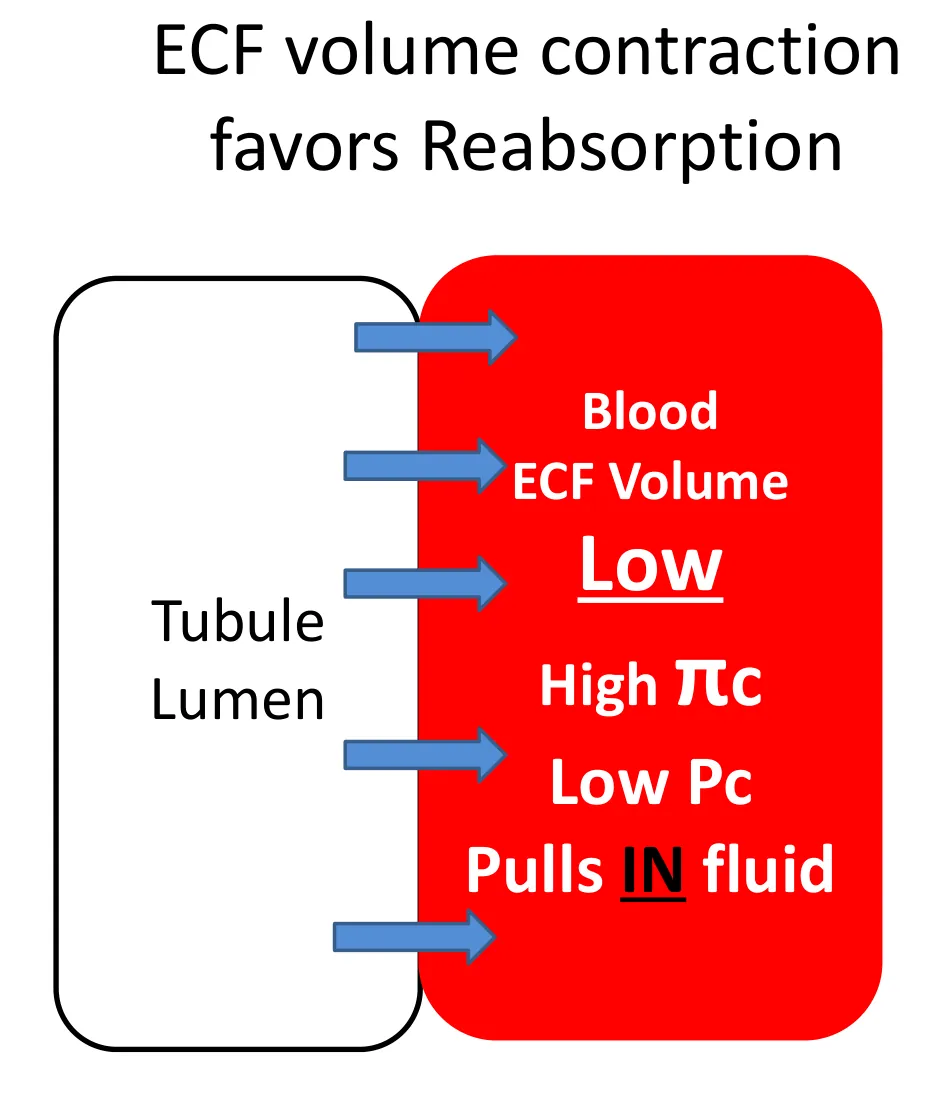 ECF volume contraction
favors Reabsorption
Tubule
Lumen
Blood
ECF Volume
Low
High πc
Low Pc
Pulls IN fluid